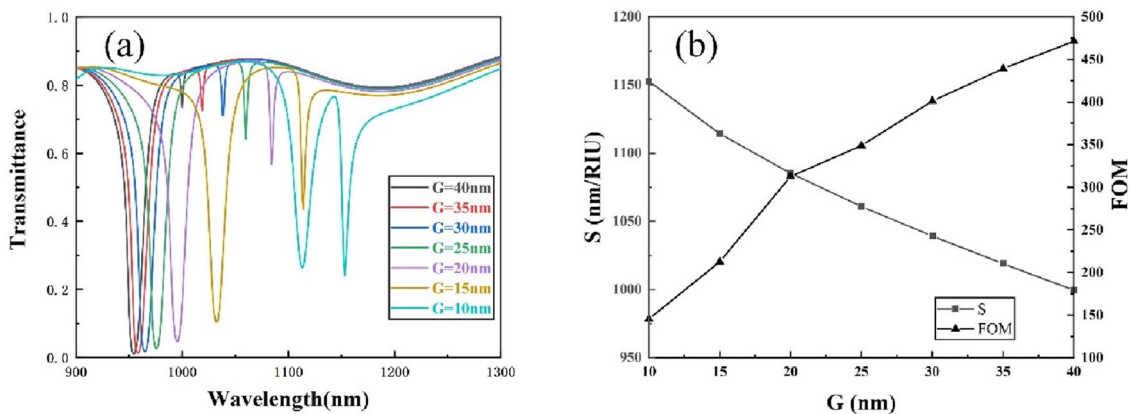 (a)
Transmittance
1.0
0.8
0.6
0.4
0.2
0.0
G=40nm
G=35nm
G=30nm
G=25nm
G=20nm
G=15nm
G=10nm
900 1000 1100 1200 1300
Wavelength(nm)
(b)
S (nm/RIU)
1200
1150
1100
1050
1000
950
S
FOM
10 15 20 25 30 35 40
G (nm)
500
450
400
350
300
250
200
150
100
FOM